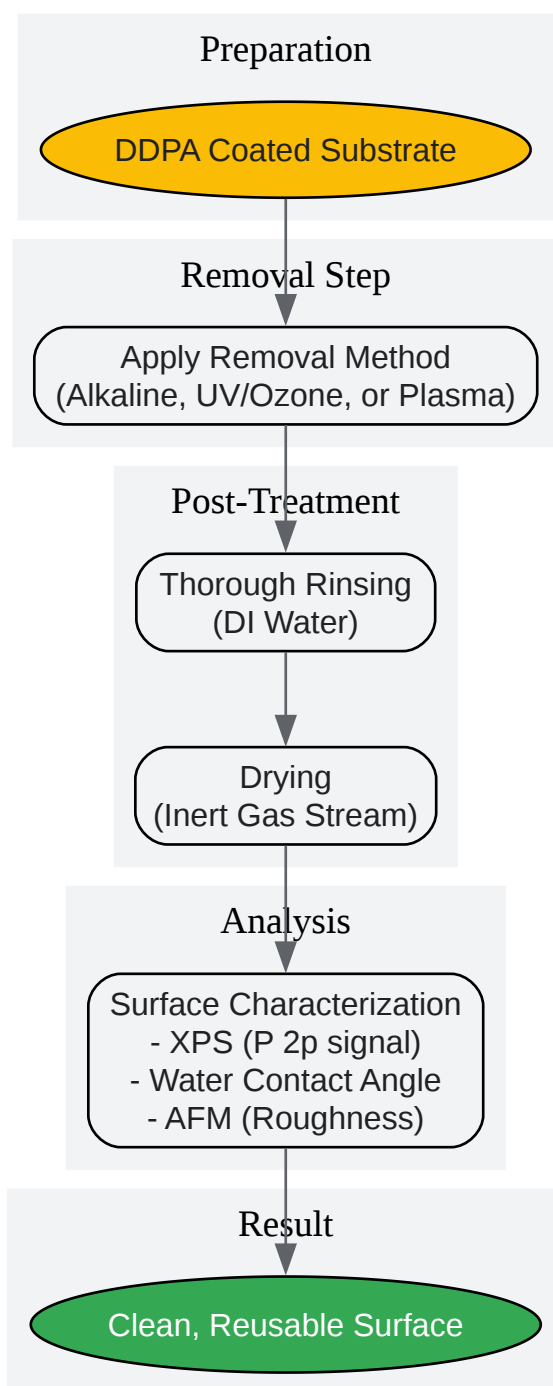 Preparation
DDPA Coated Substrate
Removal Step
Apply Removal Method
(Alkaline, UV/Ozone, or Plasma)
Post-Treatment
Thorough Rinsing
(DI Water)
Drying
(Inert Gas Stream)
Analysis
Surface Characterization
- XPS (P 2p signal)
- Water Contact Angle
- AFM (Roughness)
Result
Clean, Reusable Surface